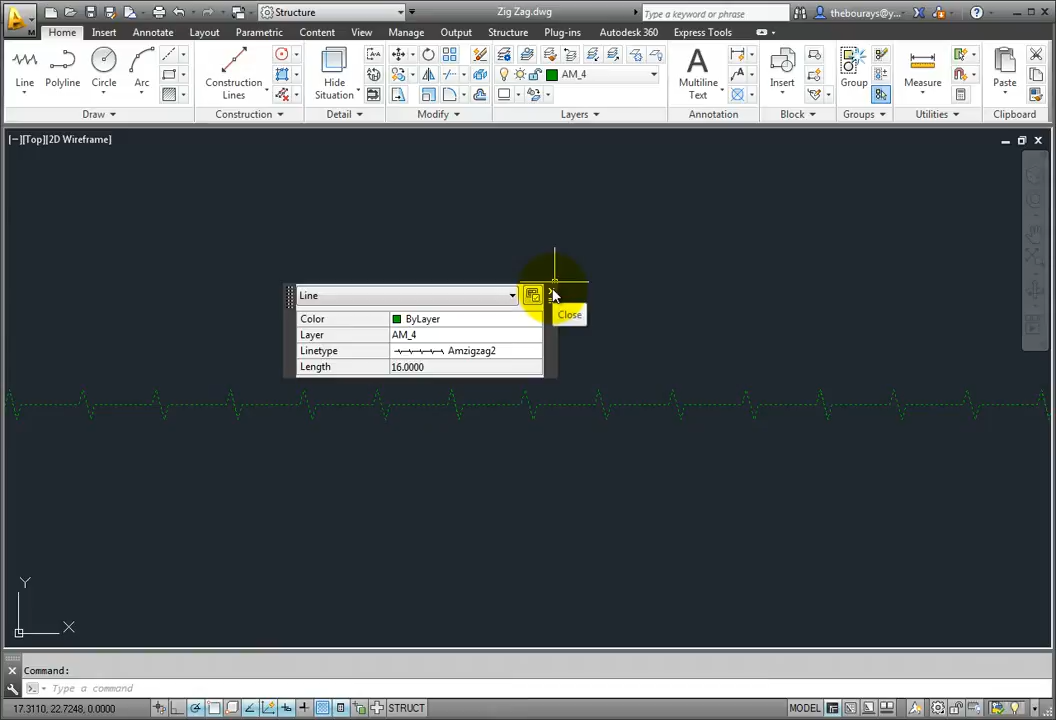 Structure
Zig Zag.dwg
Type a keyword or phrase
thebourays@y...
Home Insert Annotate Layout Parametric Content View Manage Output Structure Plug-ins Autodesk 360 Express Tools
AM_4
Line Polyline Circle Arc
Construction Lines
Hide Situation
Multiline Text
Insert
Group
Measure
Paste
Draw Construction Detail Modify Layers Annotation Block Groups Utilities Clipboard
[−][Top][2D Wireframe]
Line
Close
Color ByLayer
Layer AM_4
Linetype Amzigzag2
Length 16.0000
Y
X
Command:
Type a command
17.3110, 22.7248, 0.0000
STRUCT
MODEL